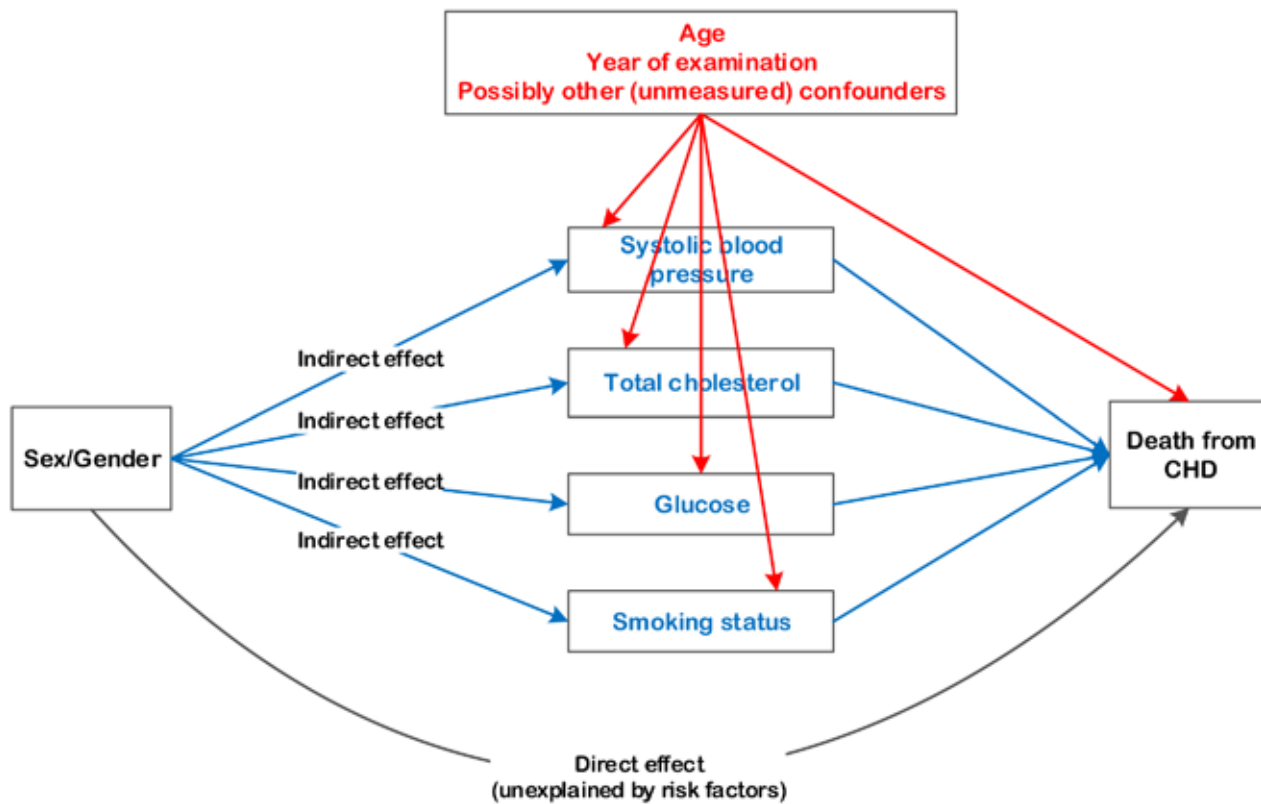 Age
Year of examination
Possibly other (unmeasured) confounders
Systolic blood
pressure
Indirect effect
Total cholesterol
Indirect effect
Sex/Gender
Death from
CHD
Indirect effect
Glucose
Indirect effect
Smoking status
Direct effect
(unexplained by risk factors)